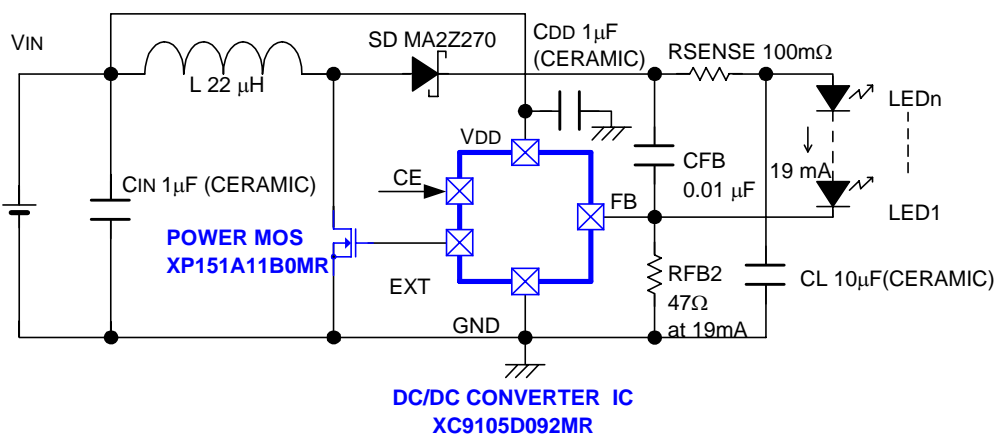 VIN
SD MA2Z270
CDD 1μF
(CERAMIC)
RSENSE 100mΩ
L 22 μH
LEDn
VDD
CIN 1μF (CERAMIC)
CE
CFB
0.01 μF
19 mA
FB
LED1
POWER MOS
XP151A11B0MR
EXT
RFB2
47Ω
at 19mA
CL 10μF(CERAMIC)
GND
DC/DC CONVERTER IC
XC9105D092MR